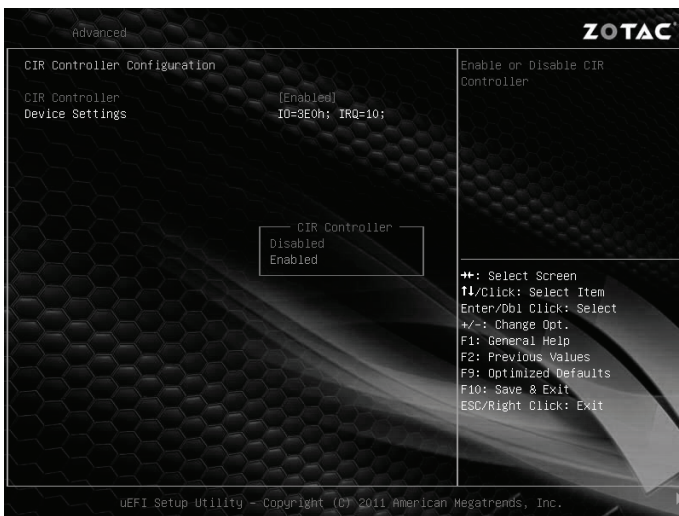 Advanced
ZOTAC
CIR Controller Configuration
CIR Controller [Enabled]
Device Settings IO=3E0h; IRQ=10;
CIR Controller
Disabled
Enabled
Enable or Disable CIR
Controller
→←: Select Screen
↑↓/Click: Select Item
Enter/Dbl Click: Select
+/-: Change Opt.
F1: General Help
F2: Previous Values
F9: Optimized Defaults
F10: Save & Exit
ESC/Right Click: Exit
uEFI Setup Utility - Copyright (C) 2011 American Megatrends, Inc.